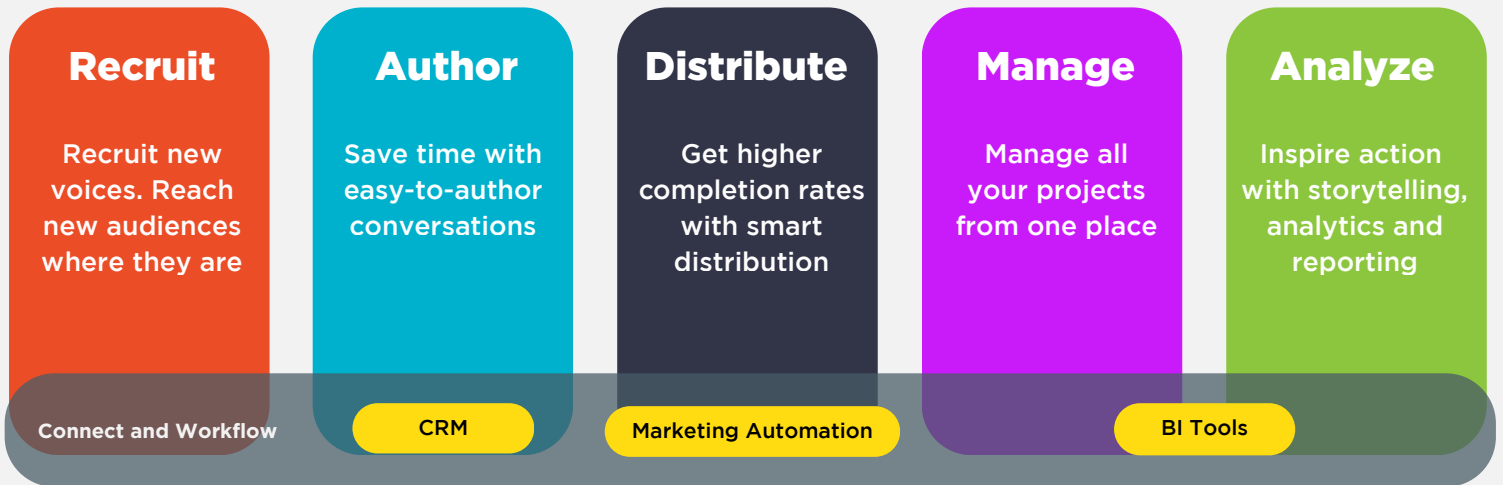 Recruit
Recruit new
voices. Reach
new audiences
where they are
Author
Save time with
easy-to-author
conversations
Distribute
Get higher
completion rates
with smart
distribution
Manage
Manage all
your projects
from one place
Analyze
Inspire action
with storytelling,
analytics and
reporting
Connect and Workflow
CRM
Marketing Automation
BI Tools